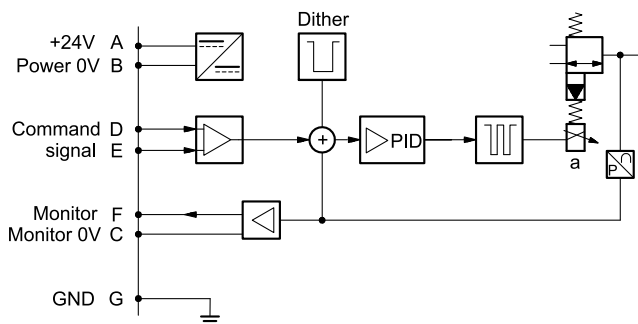 Dither
+24V A
Power 0V B
Command D
signal E
PID
a
P
U
Monitor F
Monitor 0V C
GND G